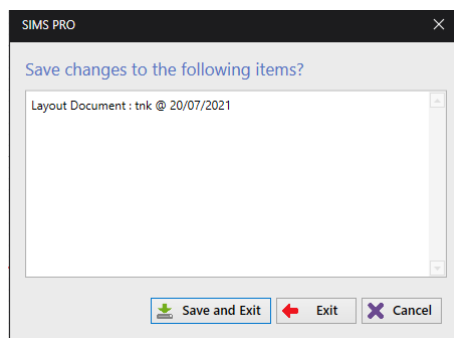 SIMS PRO
Save changes to the following items?
Layout Document : tnk @ 20/07/2021
Save and Exit
Exit
Cancel